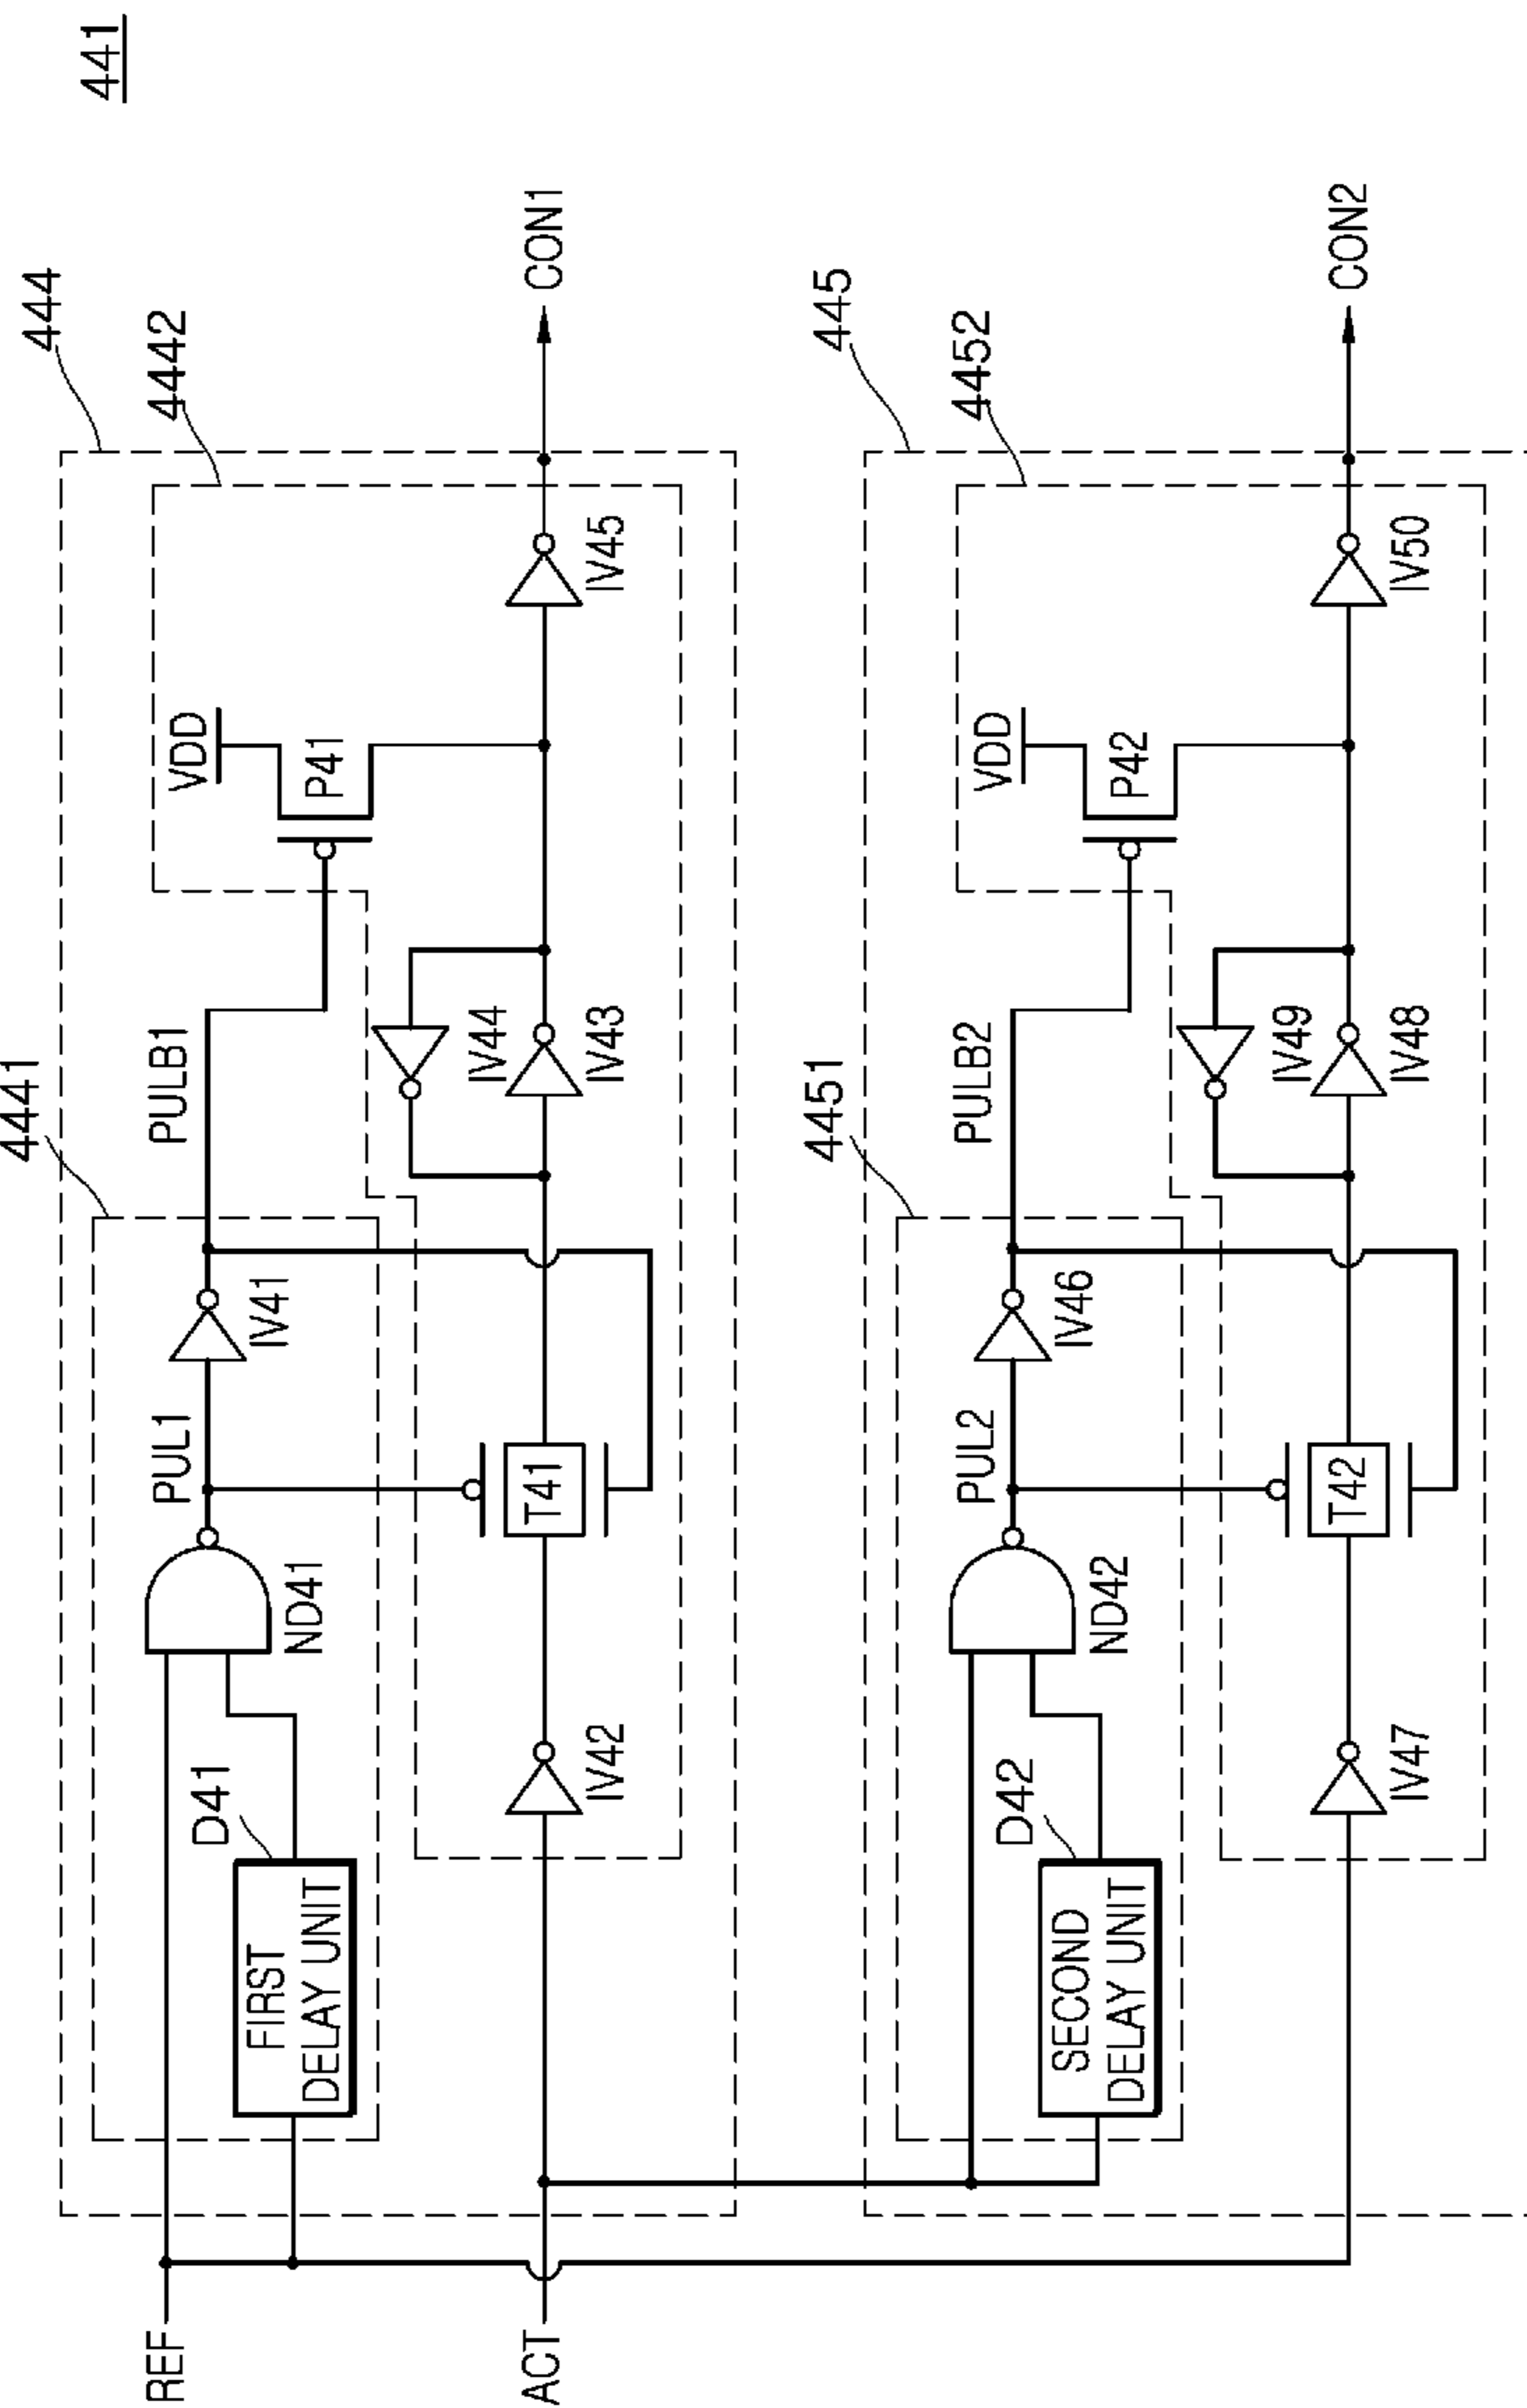 441
444
4442
4441
PULB1
VDD
P41
PUL1
IV41
ND41
D41
FIRST
DELAY UNIT
IV44
IV43
IV45
CON1
T41
IV42
REF
ACT
445
4452
4451
PULB2
VDD
P42
PUL2
IV46
ND42
D42
SECOND
DELAY UNIT
IV49
IV48
IV50
CON2
T42
IV47